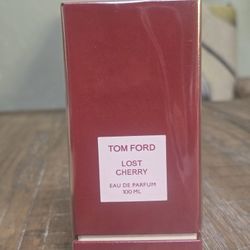 TOM FORD
LOST
CHERRY
EAU DE PARFUM
100 ML